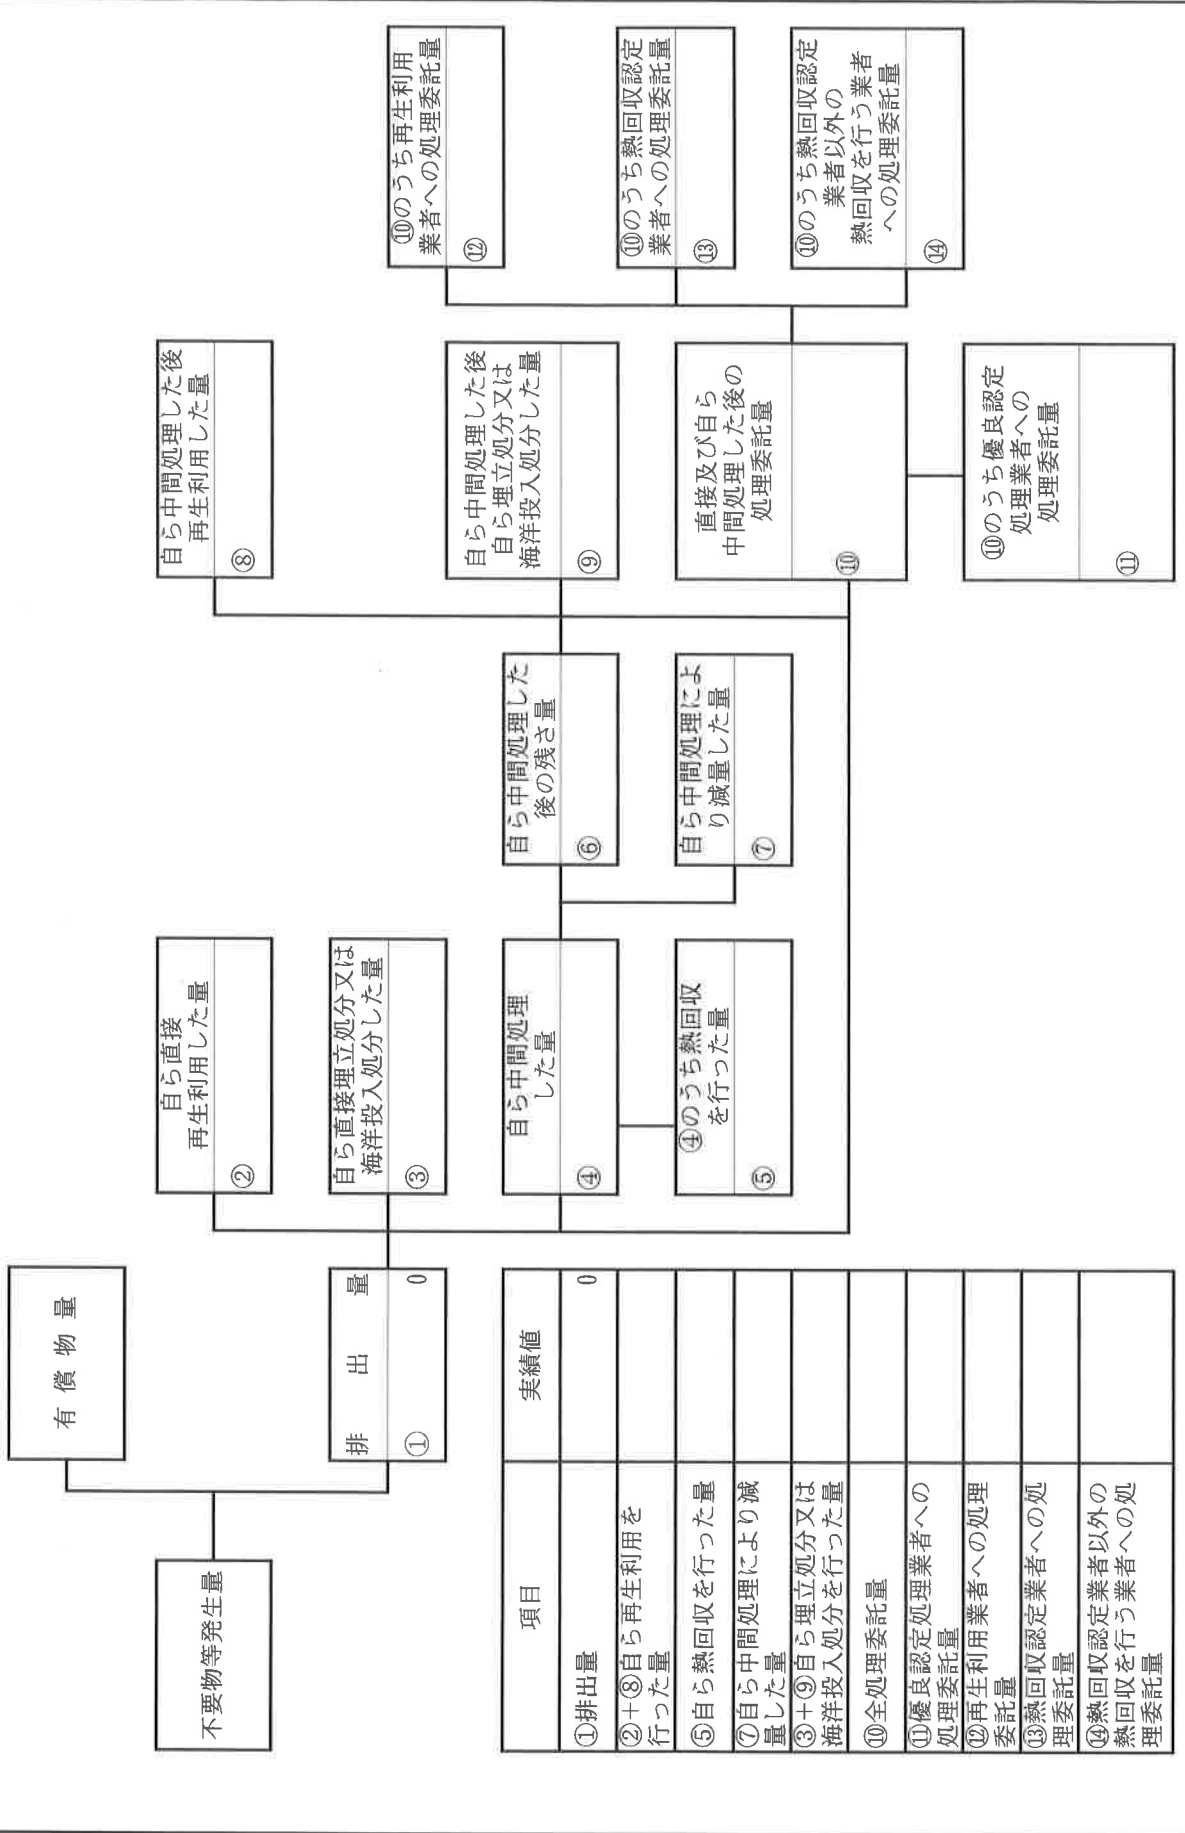 有償物量
不要物等発生量
排出量
① 0
自ら直接
再生利用した量
②
自ら直接埋立処分又は
海洋投入処分した量
③
自ら中間処理
した量
④
④のうち熱回収
を行った量
⑤
自ら中間処理した
後の残さ量
⑥
自ら中間処理によ
り減量した量
⑦
自ら中間処理した後
再生利用した量
⑧
自ら中間処理した後
自ら埋立処分又は
海洋投入処分した量
⑨
直接及び自ら
中間処理した後の
処理委託量
⑩
⑩のうち優良認定
処理業者への
処理委託量
⑪
⑩のうち再生利用
業者への処理委託量
⑫
⑩のうち熱回収認定
業者への処理委託量
⑬
⑩のうち熱回収認定
業者以外の
熱回収を行う業者
への処理委託量
⑭
項目 実績値
①排出量 0
②+⑧自ら再生利用を
行った量
⑤自ら熱回収を行った量
⑦自ら中間処理により減
量した量
③+⑨自ら埋立処分又は
海洋投入処分を行った量
⑩全処理委託量
⑪優良認定処理業者への
処理委託量
⑫再生利用業者への処理
委託量
⑬熱回収認定業者への処
理委託量
⑭熱回収認定業者以外の
熱回収を行う業者への処
理委託量